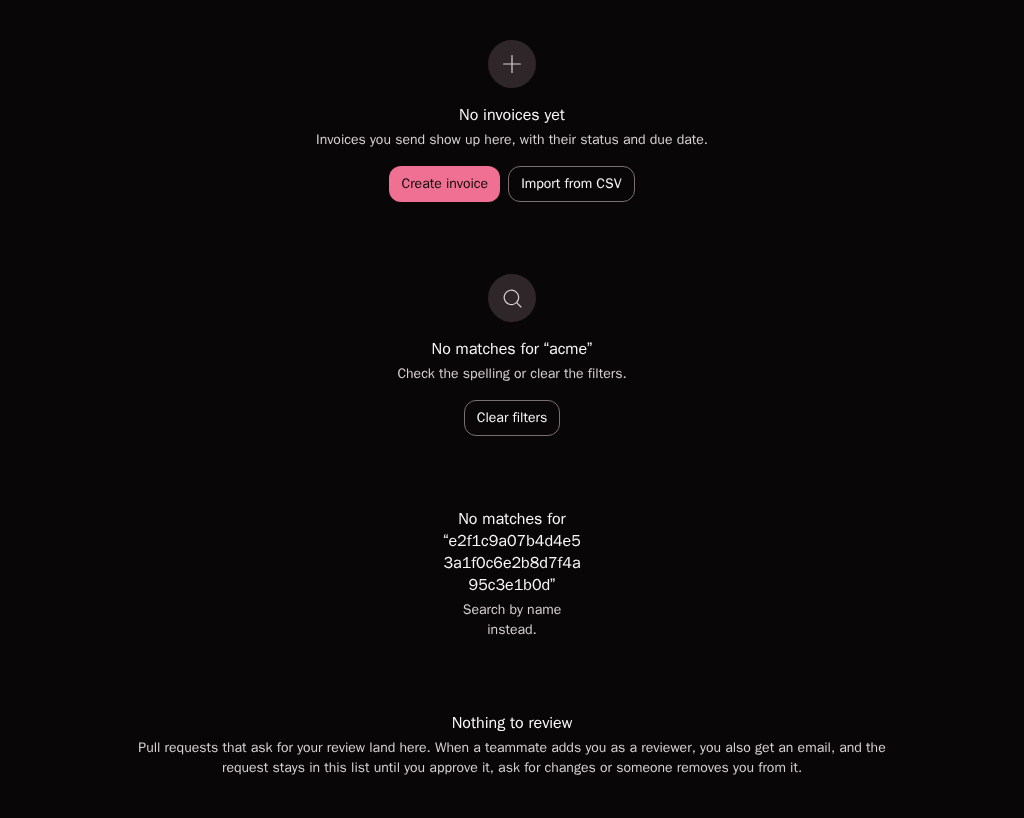 No invoices yet
Invoices you send show up here, with their status and due date.
Create invoice
Import from CSV
No matches for “acme”
Check the spelling or clear the filters.
Clear filters
No matches for
“e2f1c9a07b4d4e5
3a1f0c6e2b8d7f4a
95c3e1b0d”
Search by name
instead.
Nothing to review
Pull requests that ask for your review land here. When a teammate adds you as a reviewer, you also get an email, and the
request stays in this list until you approve it, ask for changes or someone removes you from it.